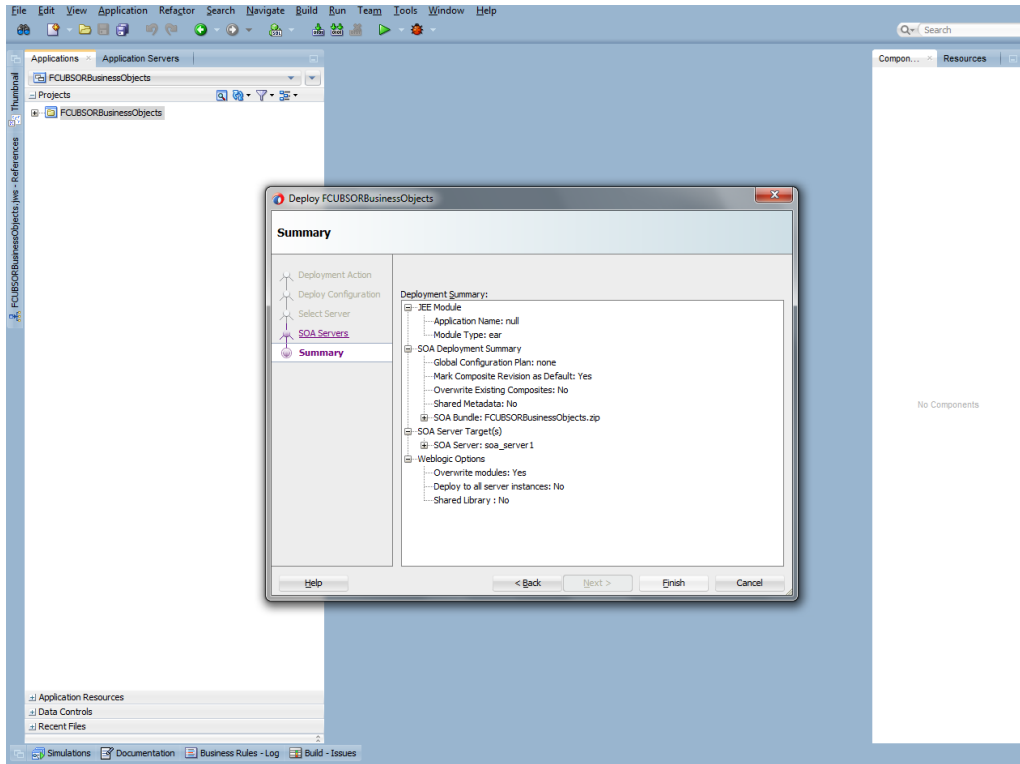 File Edit View Application Refactor Search Navigate Build Run Team Tools Window Help
Search
Applications Application Servers
Compon... Resources
FCUBSORBusinessObjects
Projects
FCUBSORBusinessObjects
Thumbnail
FCUBSORBusinessObjects.jws - References
Deploy FCUBSORBusinessObjects
Summary
Deployment Action
Deploy Configuration
Select Server
SOA Servers
Summary
Deployment Summary:
JEE Module
Application Name: null
Module Type: ear
SOA Deployment Summary
Global Configuration Plan: none
Mark Composite Revision as Default: Yes
Overwrite Existing Composites: No
Shared Metadata: No
SOA Bundle: FCUBSORBusinessObjects.zip
SOA Server Target(s)
SOA Server: soa_server1
Weblogic Options
Overwrite modules: Yes
Deploy to all server instances: No
Shared Library : No
Help < Back Next > Finish Cancel
No Components
Application Resources
Data Controls
Recent Files
Simulations Documentation Business Rules - Log Build - Issues